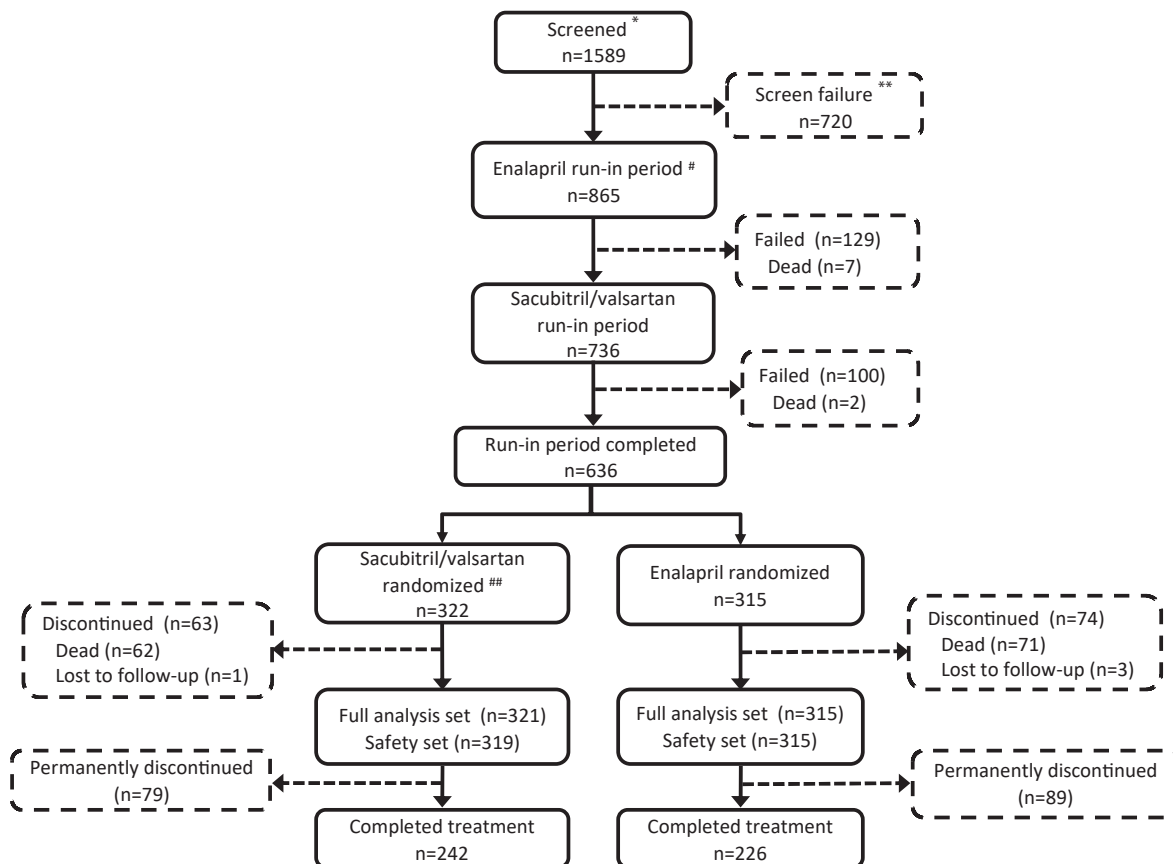 Screened *
n=1589
Screen failure **
n=720
Enalapril run-in period #
n=865
Failed (n=129)
Dead (n=7)
Sacubitril/valsartan
run-in period
n=736
Failed (n=100)
Dead (n=2)
Run-in period completed
n=636
Sacubitril/valsartan
randomized ##
n=322
Enalapril randomized
n=315
Discontinued (n=63)
Dead (n=62)
Lost to follow-up (n=1)
Discontinued (n=74)
Dead (n=71)
Lost to follow-up (n=3)
Full analysis set (n=321)
Safety set (n=319)
Full analysis set (n=315)
Safety set (n=315)
Permanently discontinued
(n=79)
Permanently discontinued
(n=89)
Completed treatment
n=242
Completed treatment
n=226